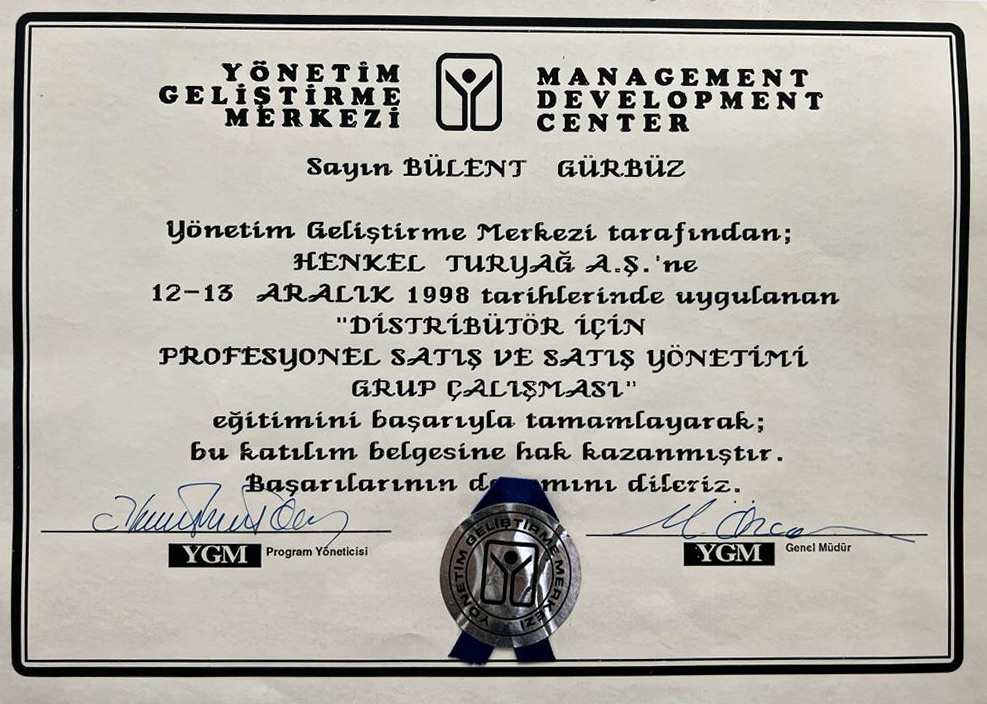 YÖNETİM
GELİŞTİRME
MERKEZİ
MANAGEMENT
DEVELOPMENT
CENTER
Sayın BÜLENT GÜRBÜZ
Yönetim Geliştirme Merkezi tarafından;
HENKEL TURYAĞ A.Ş.'ne
12-13 ARALIK 1998 tarihlerinde uygulanan
"DİSTRİBÜTÖR İÇİN
PROFESYONEL SATIŞ VE SATIŞ YÖNETİMİ
GRUP ÇALIŞMASI"
eğitimini başarıyla tamamlayarak;
bu katılım belgesine hak kazanmıştır.
Başarılarının dileriz.
YGM Program Yöneticisi
YGM Genel Müdür
YÖNETİM GELİŞTİRME MERKEZİ